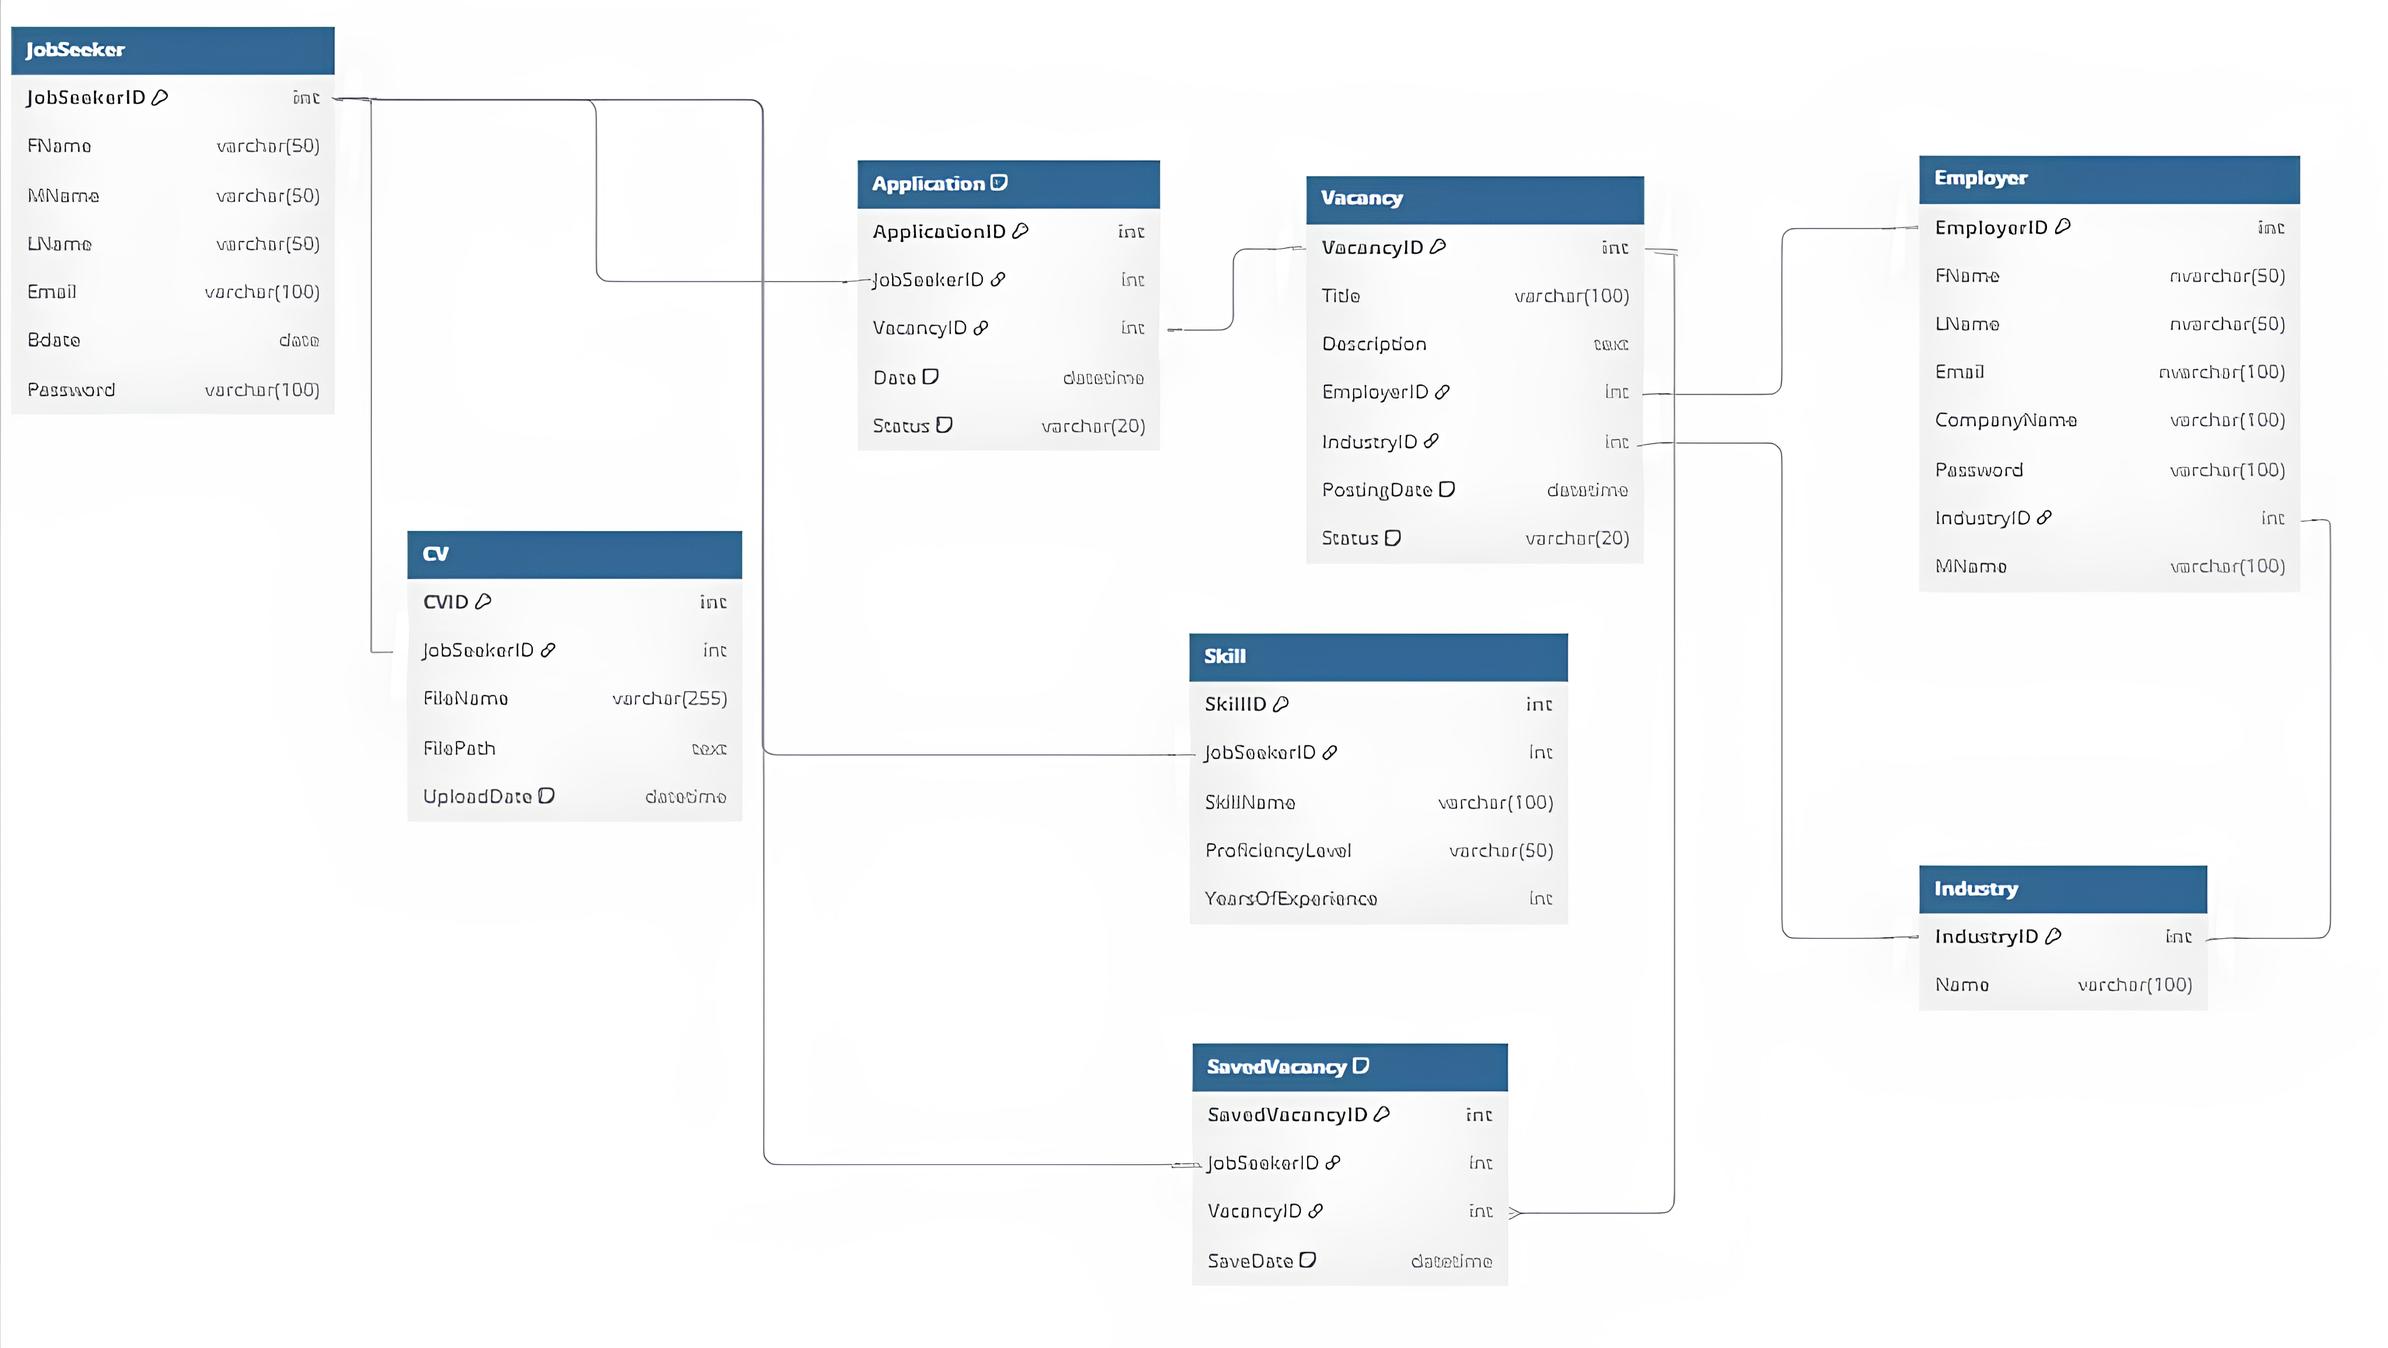 JobSeeker
JobSeekerID int
FName varchar(50)
MName varchar(50)
LName varchar(50)
Email varchar(100)
Bdate date
Password varchar(100)
Application
ApplicationID int
JobSeekerID int
VacancyID int
Date datetime
Status varchar(20)
Vacancy
VacancyID int
Title varchar(100)
Description text
EmployerID int
IndustryID int
PostingDate datetime
Status varchar(20)
Employer
EmployerID int
FName nvarchar(50)
LName nvarchar(50)
Email nvarchar(100)
CompanyName varchar(100)
Password varchar(100)
IndustryID int
MName varchar(100)
CV
CVID int
JobSeekerID int
FileName varchar(255)
FilePath text
UploadDate datetime
Skill
SkillID int
JobSeekerID int
SkillName varchar(100)
ProficiencyLevel varchar(50)
YearsOfExperience int
Industry
IndustryID int
Name varchar(100)
SavedVacancy
SavedVacancyID int
JobSeekerID int
VacancyID int
SaveDate datetime